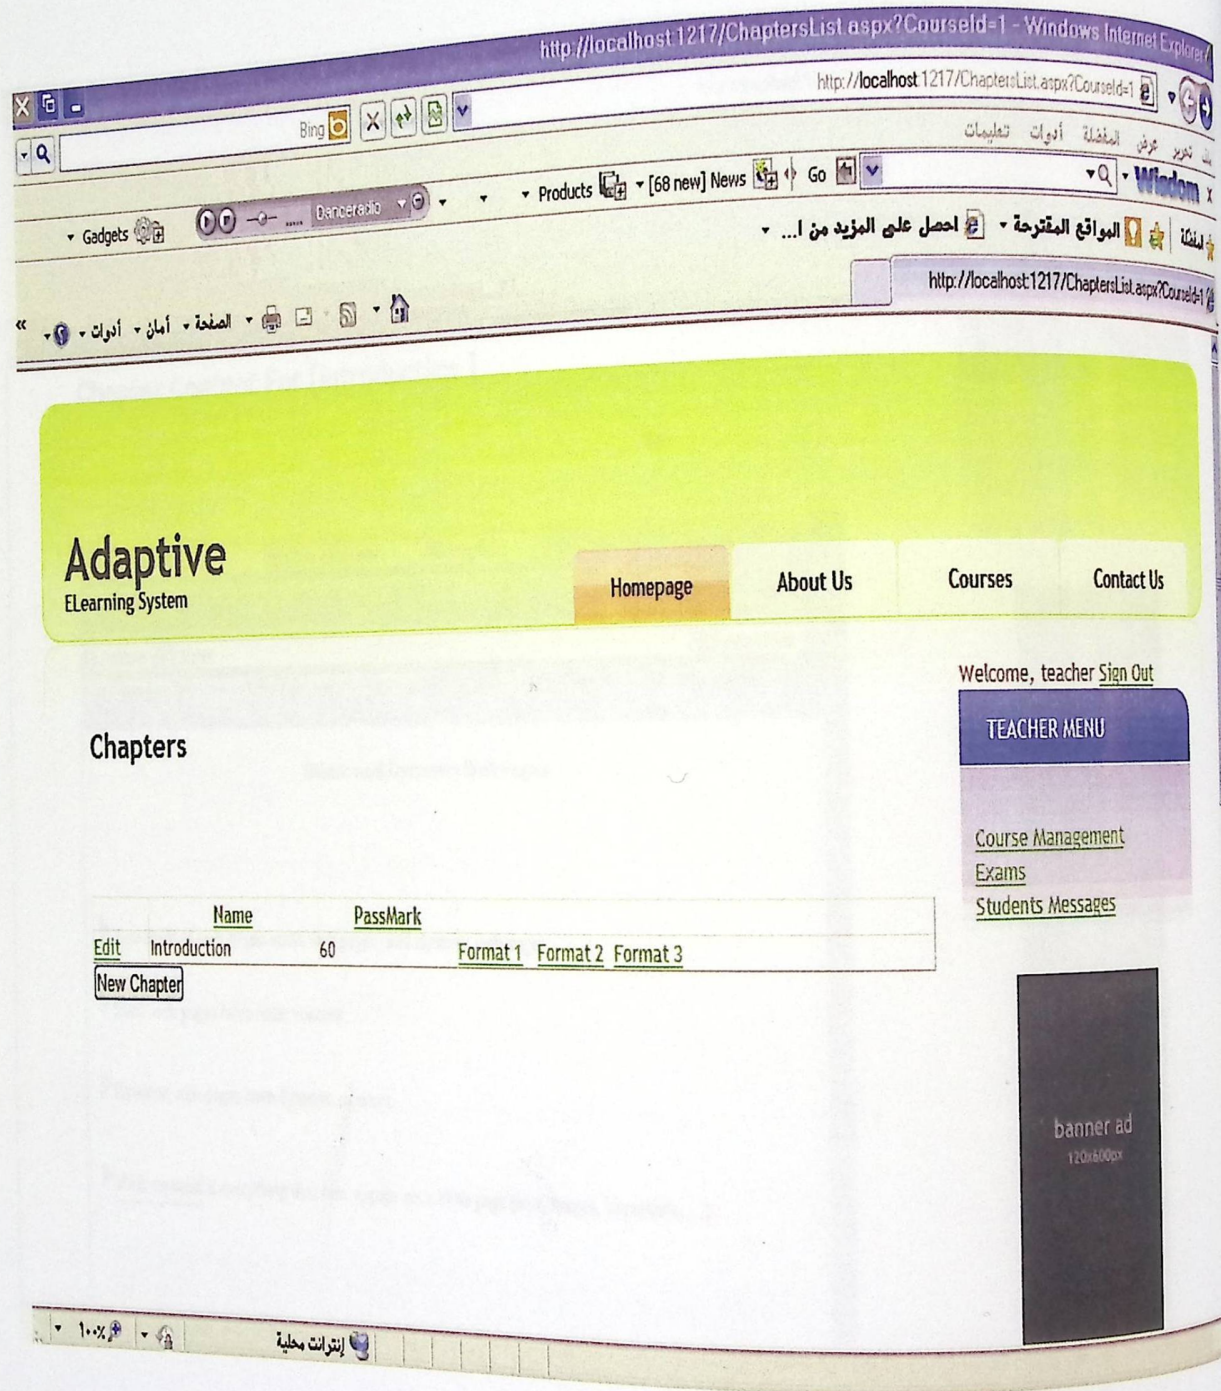 http://localhost:1217/ChaptersList.aspx?CourseId=1 - Windows Internet Explorer
http://localhost:1217/ChaptersList.aspx?CourseId=1
Bing
ملف تحرير عرض المفضلة أدوات تعليمات
x Wisdom Go [68 new] News Products
Danceradio ..... Gadgets
المفضلة المواقع المقترحة احصل على المزيد من ا...
http://localhost:1217/ChaptersList.aspx?CourseId=1
الصفحة أمان أدوات »
Adaptive
ELearning System
Homepage About Us Courses Contact Us
Welcome, teacher Sign Out
TEACHER MENU
Course Management
Exams
Students Messages
Chapters
Name PassMark
Edit Introduction 60 Format 1 Format 2 Format 3
New Chapter
banner ad
120x600px
إنترانت محلية ١٠٠%